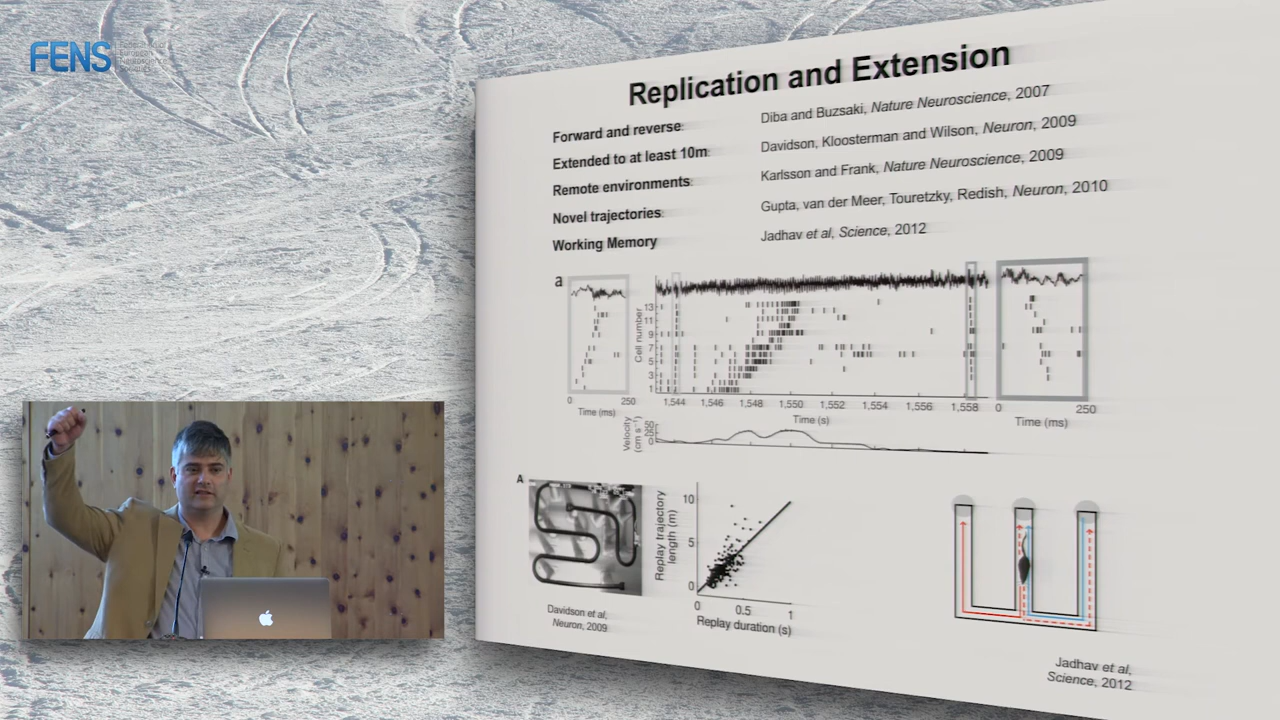 FENS
Replication and Extension
Forward and reverse: Diba and Buzsaki, Nature Neuroscience, 2007
Extended to at least 10m: Davidson, Kloosterman and Wilson, Neuron, 2009
Remote environments: Karlsson and Frank, Nature Neuroscience, 2009
Novel trajectories: Gupta, van der Meer, Touretzky, Redish, Neuron, 2010
Working Memory Jadhav et al, Science, 2012
a
Cell number
13
11
9
7
5
3
1
0 250
Time (ms)
1,544 1,546 1,548 1,550 1,552 1,554 1,556 1,558
Time (s)
0 250
Time (ms)
Velocity (cm s⁻¹)
50
25
0
A
Davidson et al,
Neuron, 2009
Replay trajectory
length (m)
10
5
0
0 0.5 1
Replay duration (s)
Jadhav et al,
Science, 2012